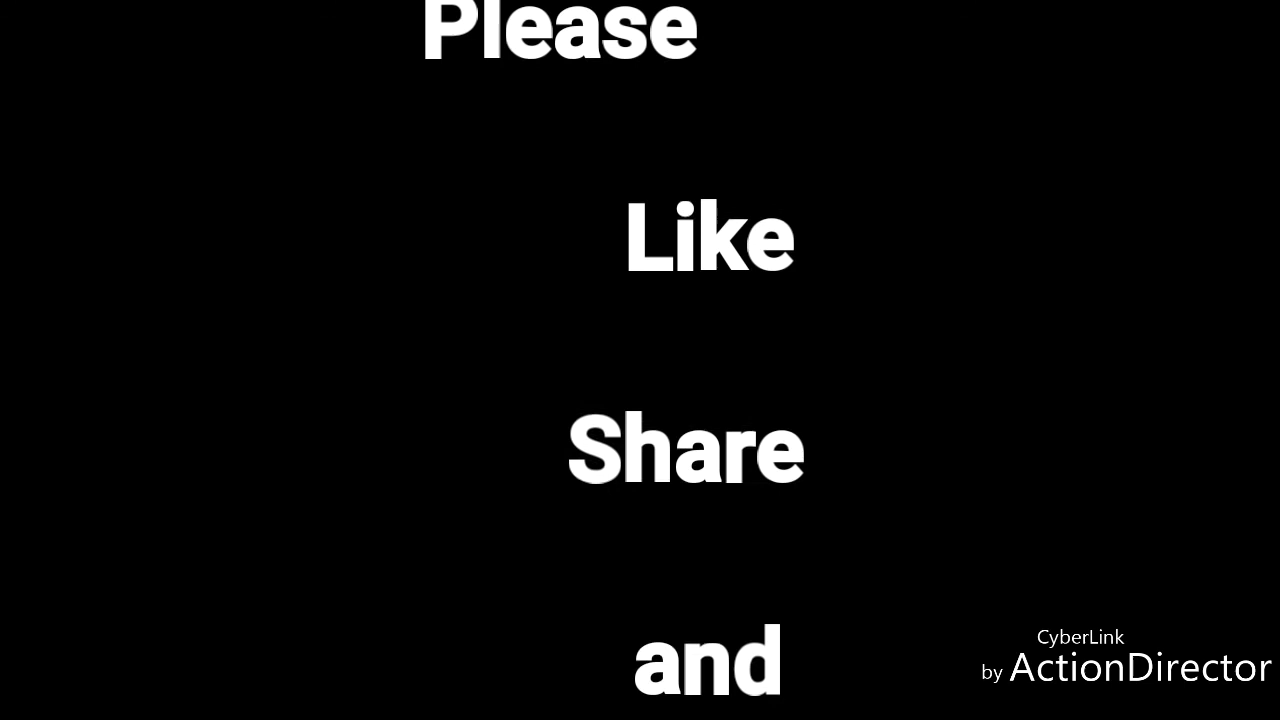 Please
Like
Share
and
CyberLink
by ActionDirector